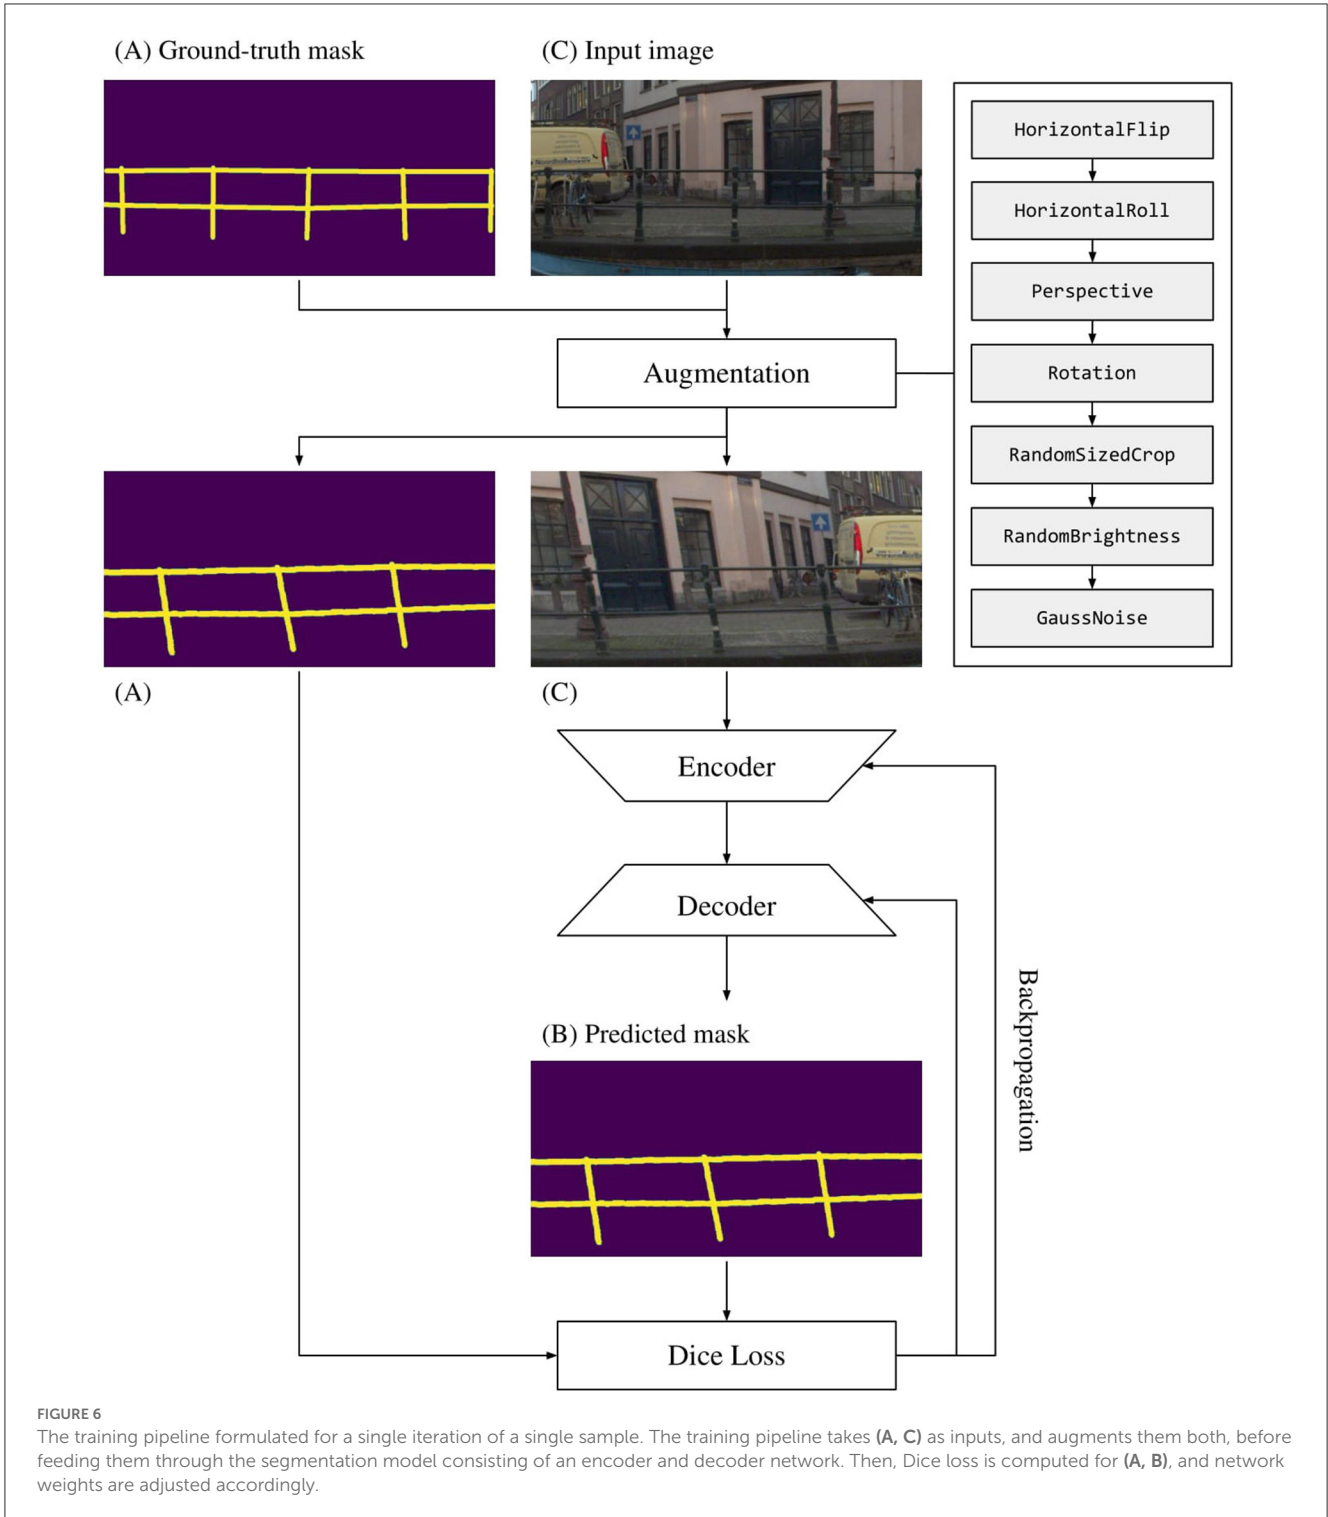 (A) Ground-truth mask
(C) Input image
HorizontalFlip
HorizontalRoll
Perspective
Rotation
RandomSizedCrop
RandomBrightness
GaussNoise
Augmentation
(A)
(C)
Encoder
Decoder
Backpropagation
(B) Predicted mask
Dice Loss
FIGURE 6
The training pipeline formulated for a single iteration of a single sample. The training pipeline takes (A, C) as inputs, and augments them both, before
feeding them through the segmentation model consisting of an encoder and decoder network. Then, Dice loss is computed for (A, B), and network
weights are adjusted accordingly.